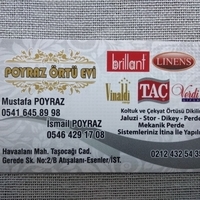 POYRAZ ÖRTÜ EVİ
brillant
LINENS
Vinaldi
TAÇ
Verdi
Mustafa POYRAZ
0541 645 89 98
İsmail POYRAZ
0546 429 17 08
Koltuk ve Çekyat Örtüsü Dikilir
Jaluzi - Stor - Dikey - Perde
Mekanik Perde
Sistemleriniz İtina İle Yapılır
Havaalanı Mah. Taşocağı Cad.
Gerede Sk. No:2/B Atışalanı-Esenler/İST.
0212 432 54